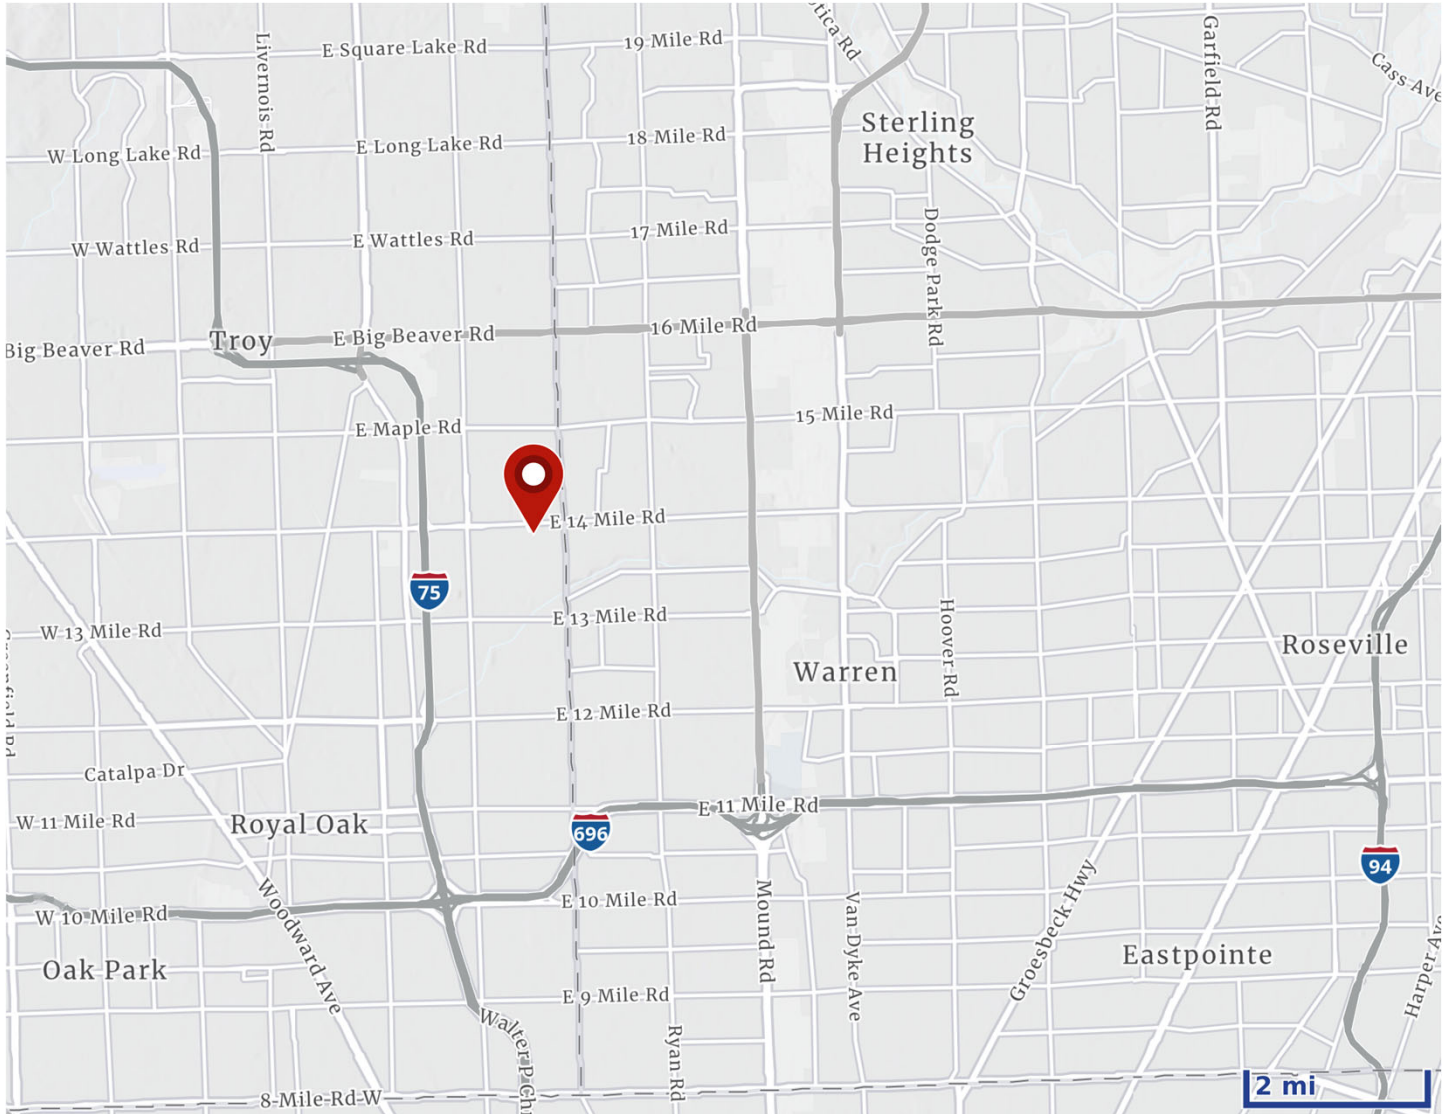 Livernois Rd
E Square Lake Rd
19 Mile Rd
Garfield Rd
Cass Ave
Sterling
Heights
W Long Lake Rd
E Long Lake Rd
18 Mile Rd
W Wattles Rd
E Wattles Rd
17 Mile Rd
Dodge Park Rd
Troy
Big Beaver Rd
E Big Beaver Rd
16 Mile Rd
E Maple Rd
15 Mile Rd
E 14 Mile Rd
75
W 13 Mile Rd
E 13 Mile Rd
Hoover Rd
Roseville
Warren
E 12 Mile Rd
Catalpa Dr
W 11 Mile Rd
Royal Oak
696
E 11 Mile Rd
94
W 10 Mile Rd
E 10 Mile Rd
Woodward Ave
Mound Rd
Van Dyke Ave
Groesbeck Hwy
Harper Ave
Oak Park
Eastpointe
E 9 Mile Rd
Walter P Ch
Ryan Rd
8 Mile Rd W
2 mi